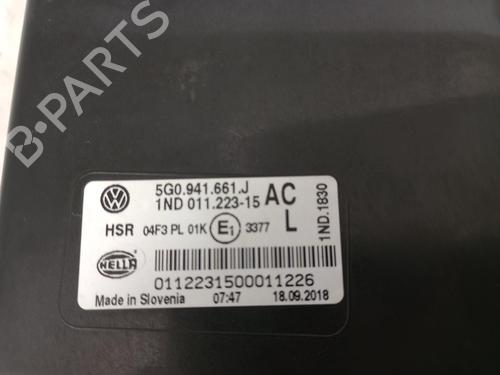 B-PARTS
5G0.941.661.J AC
1ND 011.223-15
HSR 04F3 PL 01K E1 3377 L
1ND.1830
HELLA
0112231500011226
Made in Slovenia 07:47 18.09.2018